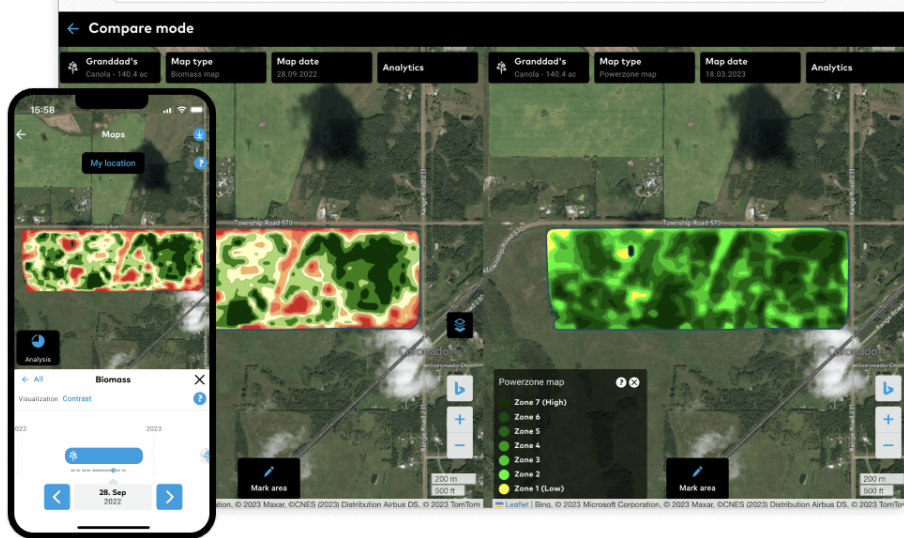 Compare mode
Granddad's
Canola - 140.4 ac
Map type
Biomass map
Map date
28.09.2022
Analytics
Granddad's
Canola - 140.4 ac
Map type
Powerzone map
Map date
18.03.2023
Analytics
15:58
Maps
My location
?
Township Road 570
Range Road 231
Township Road 570
Township Road 570
Range Road 231
Analysis
← All
Biomass
Visualization Contrast
?
2023
28. Sep
2022
Coronado
Coronado
Powerzone map
?
Zone 7 (High)
Zone 6
Zone 5
Zone 4
Zone 3
Zone 2
Zone 1 (Low)
+
−
+
−
Mark area
Mark area
200 m
500 ft
200 m
500 ft
© 2023 Maxar, ©CNES (2023) Distribution Airbus DS, © 2023 TomTom
Leaflet | Bing, © 2023 Microsoft Corporation, © 2023 Maxar, ©CNES (2023) Distribution Airbus DS, © 2023 TomTom